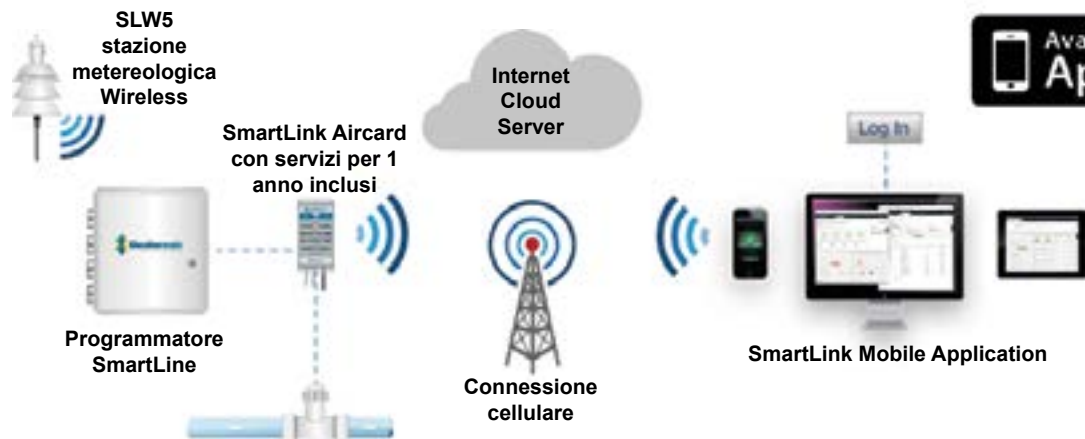 SLW5
stazione
metereologica
Wireless
SmartLink Aircard
con servizi per 1
anno inclusi
Internet
Cloud
Server
Log In
Programmatore
SmartLine
Connessione
cellulare
SmartLink Mobile Application